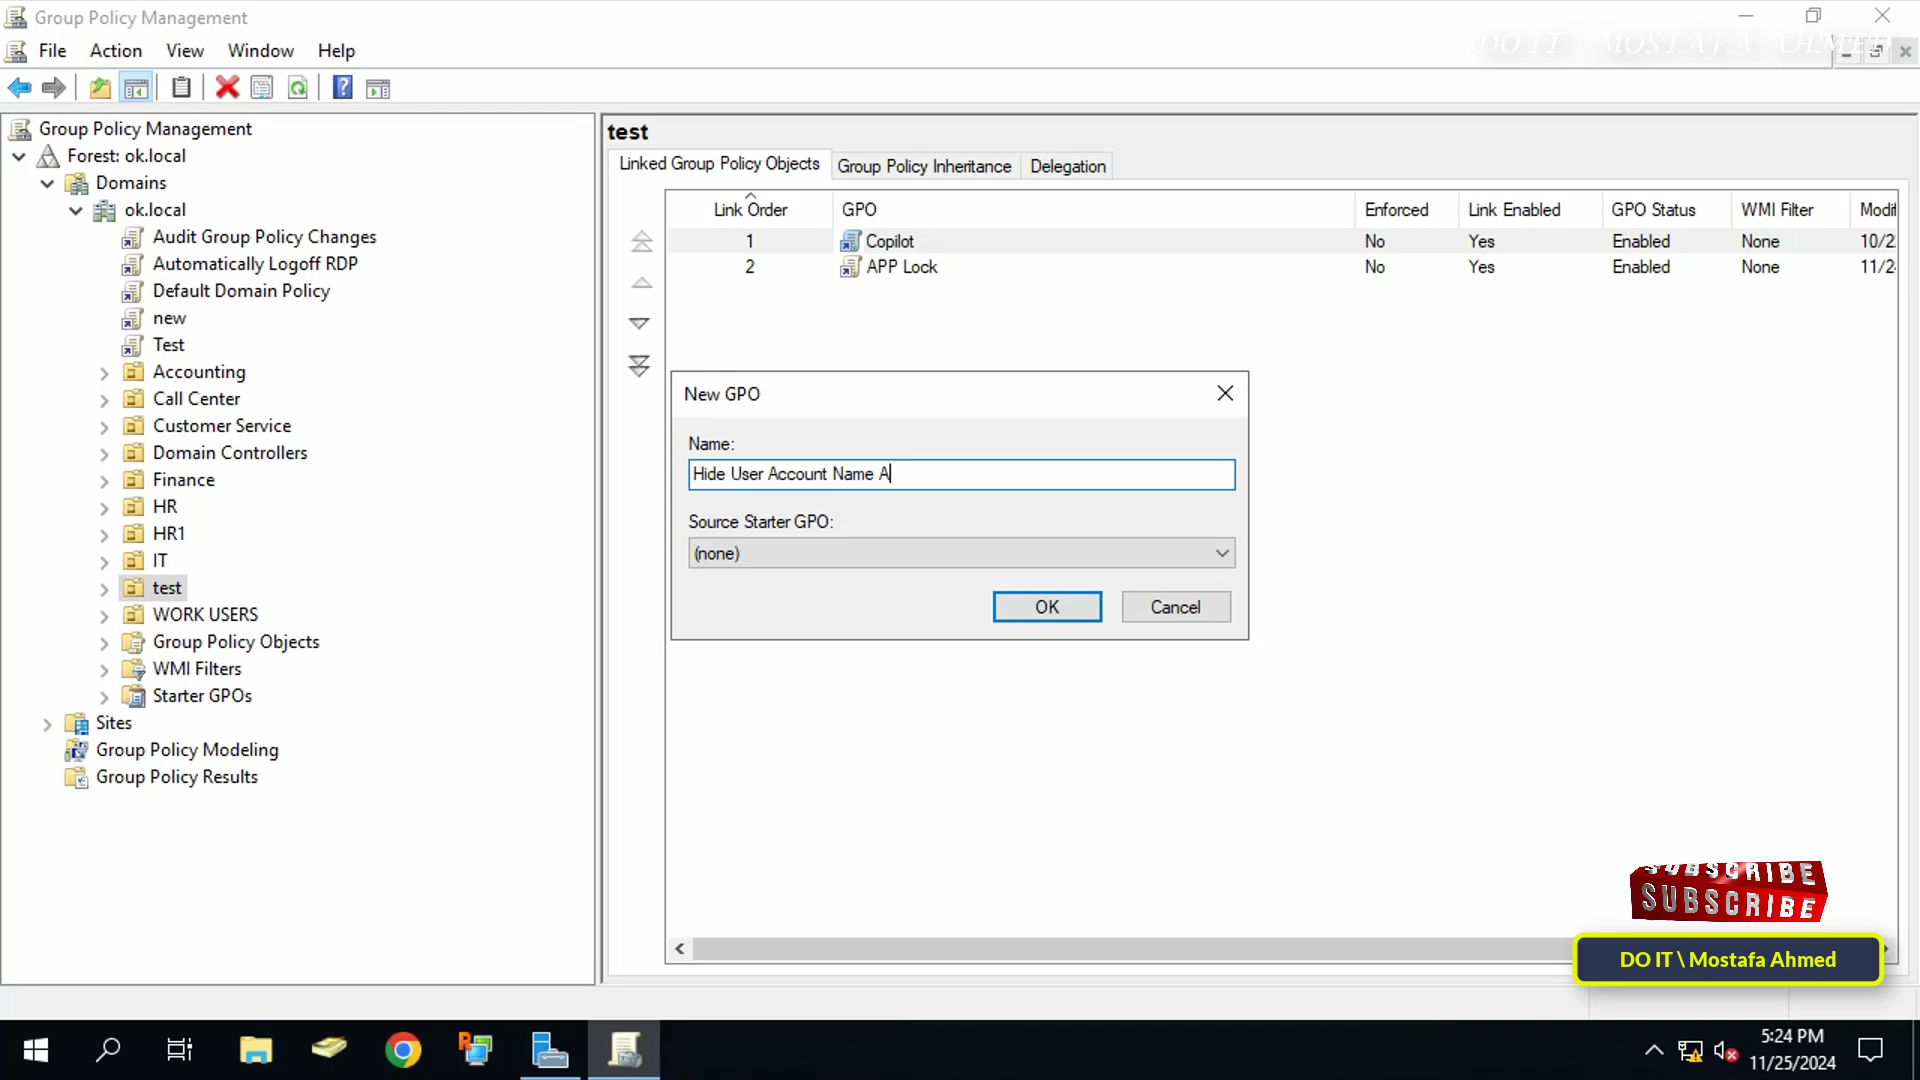 Group Policy Management
File Action View Window Help
DO IT \ MOSTAFA AHMED
Group Policy Management
Forest: ok.local
Domains
ok.local
Audit Group Policy Changes
Automatically Logoff RDP
Default Domain Policy
new
Test
Accounting
Call Center
Customer Service
Domain Controllers
Finance
HR
HR1
IT
test
WORK USERS
Group Policy Objects
WMI Filters
Starter GPOs
Sites
Group Policy Modeling
Group Policy Results
test
Linked Group Policy Objects Group Policy Inheritance Delegation
Link Order GPO Enforced Link Enabled GPO Status WMI Filter Modif
1 Copilot No Yes Enabled None 10/2
2 APP Lock No Yes Enabled None 11/2
New GPO
Name:
Hide User Account Name A
Source Starter GPO:
(none)
OK Cancel
SUBSCRIBE
SUBSCRIBE
DO IT \ Mostafa Ahmed
5:24 PM
11/25/2024